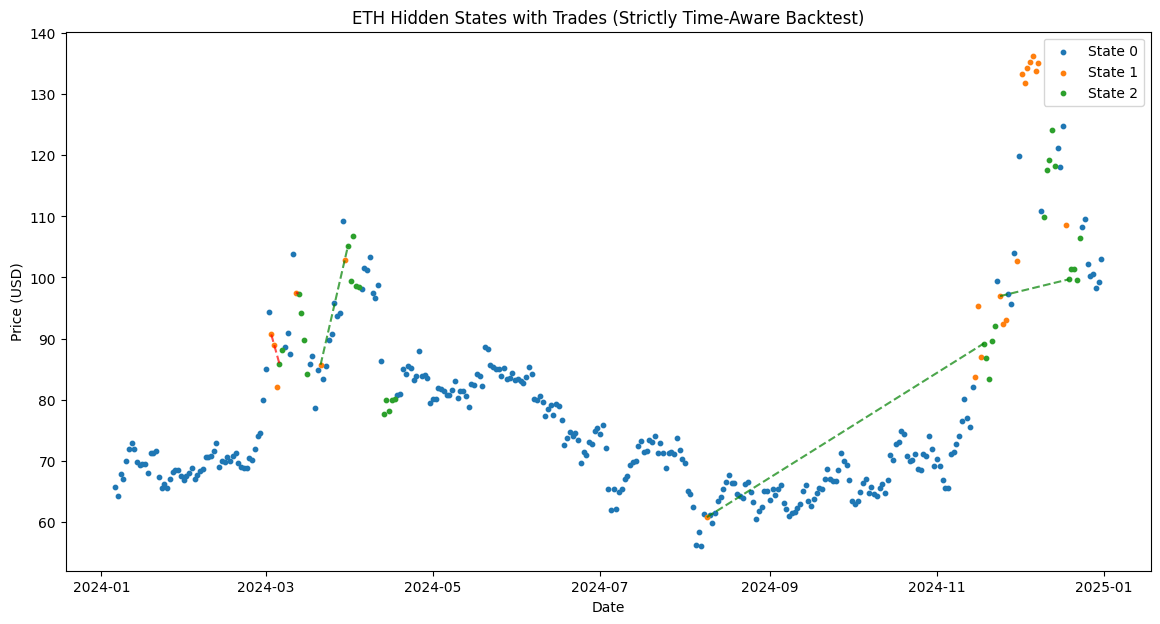 ETH Hidden States with Trades (Strictly Time-Aware Backtest)
State 0
State 1
State 2
Price (USD)
140
130
120
110
100
90
80
70
60
2024-01
2024-03
2024-05
2024-07
2024-09
2024-11
2025-01
Date